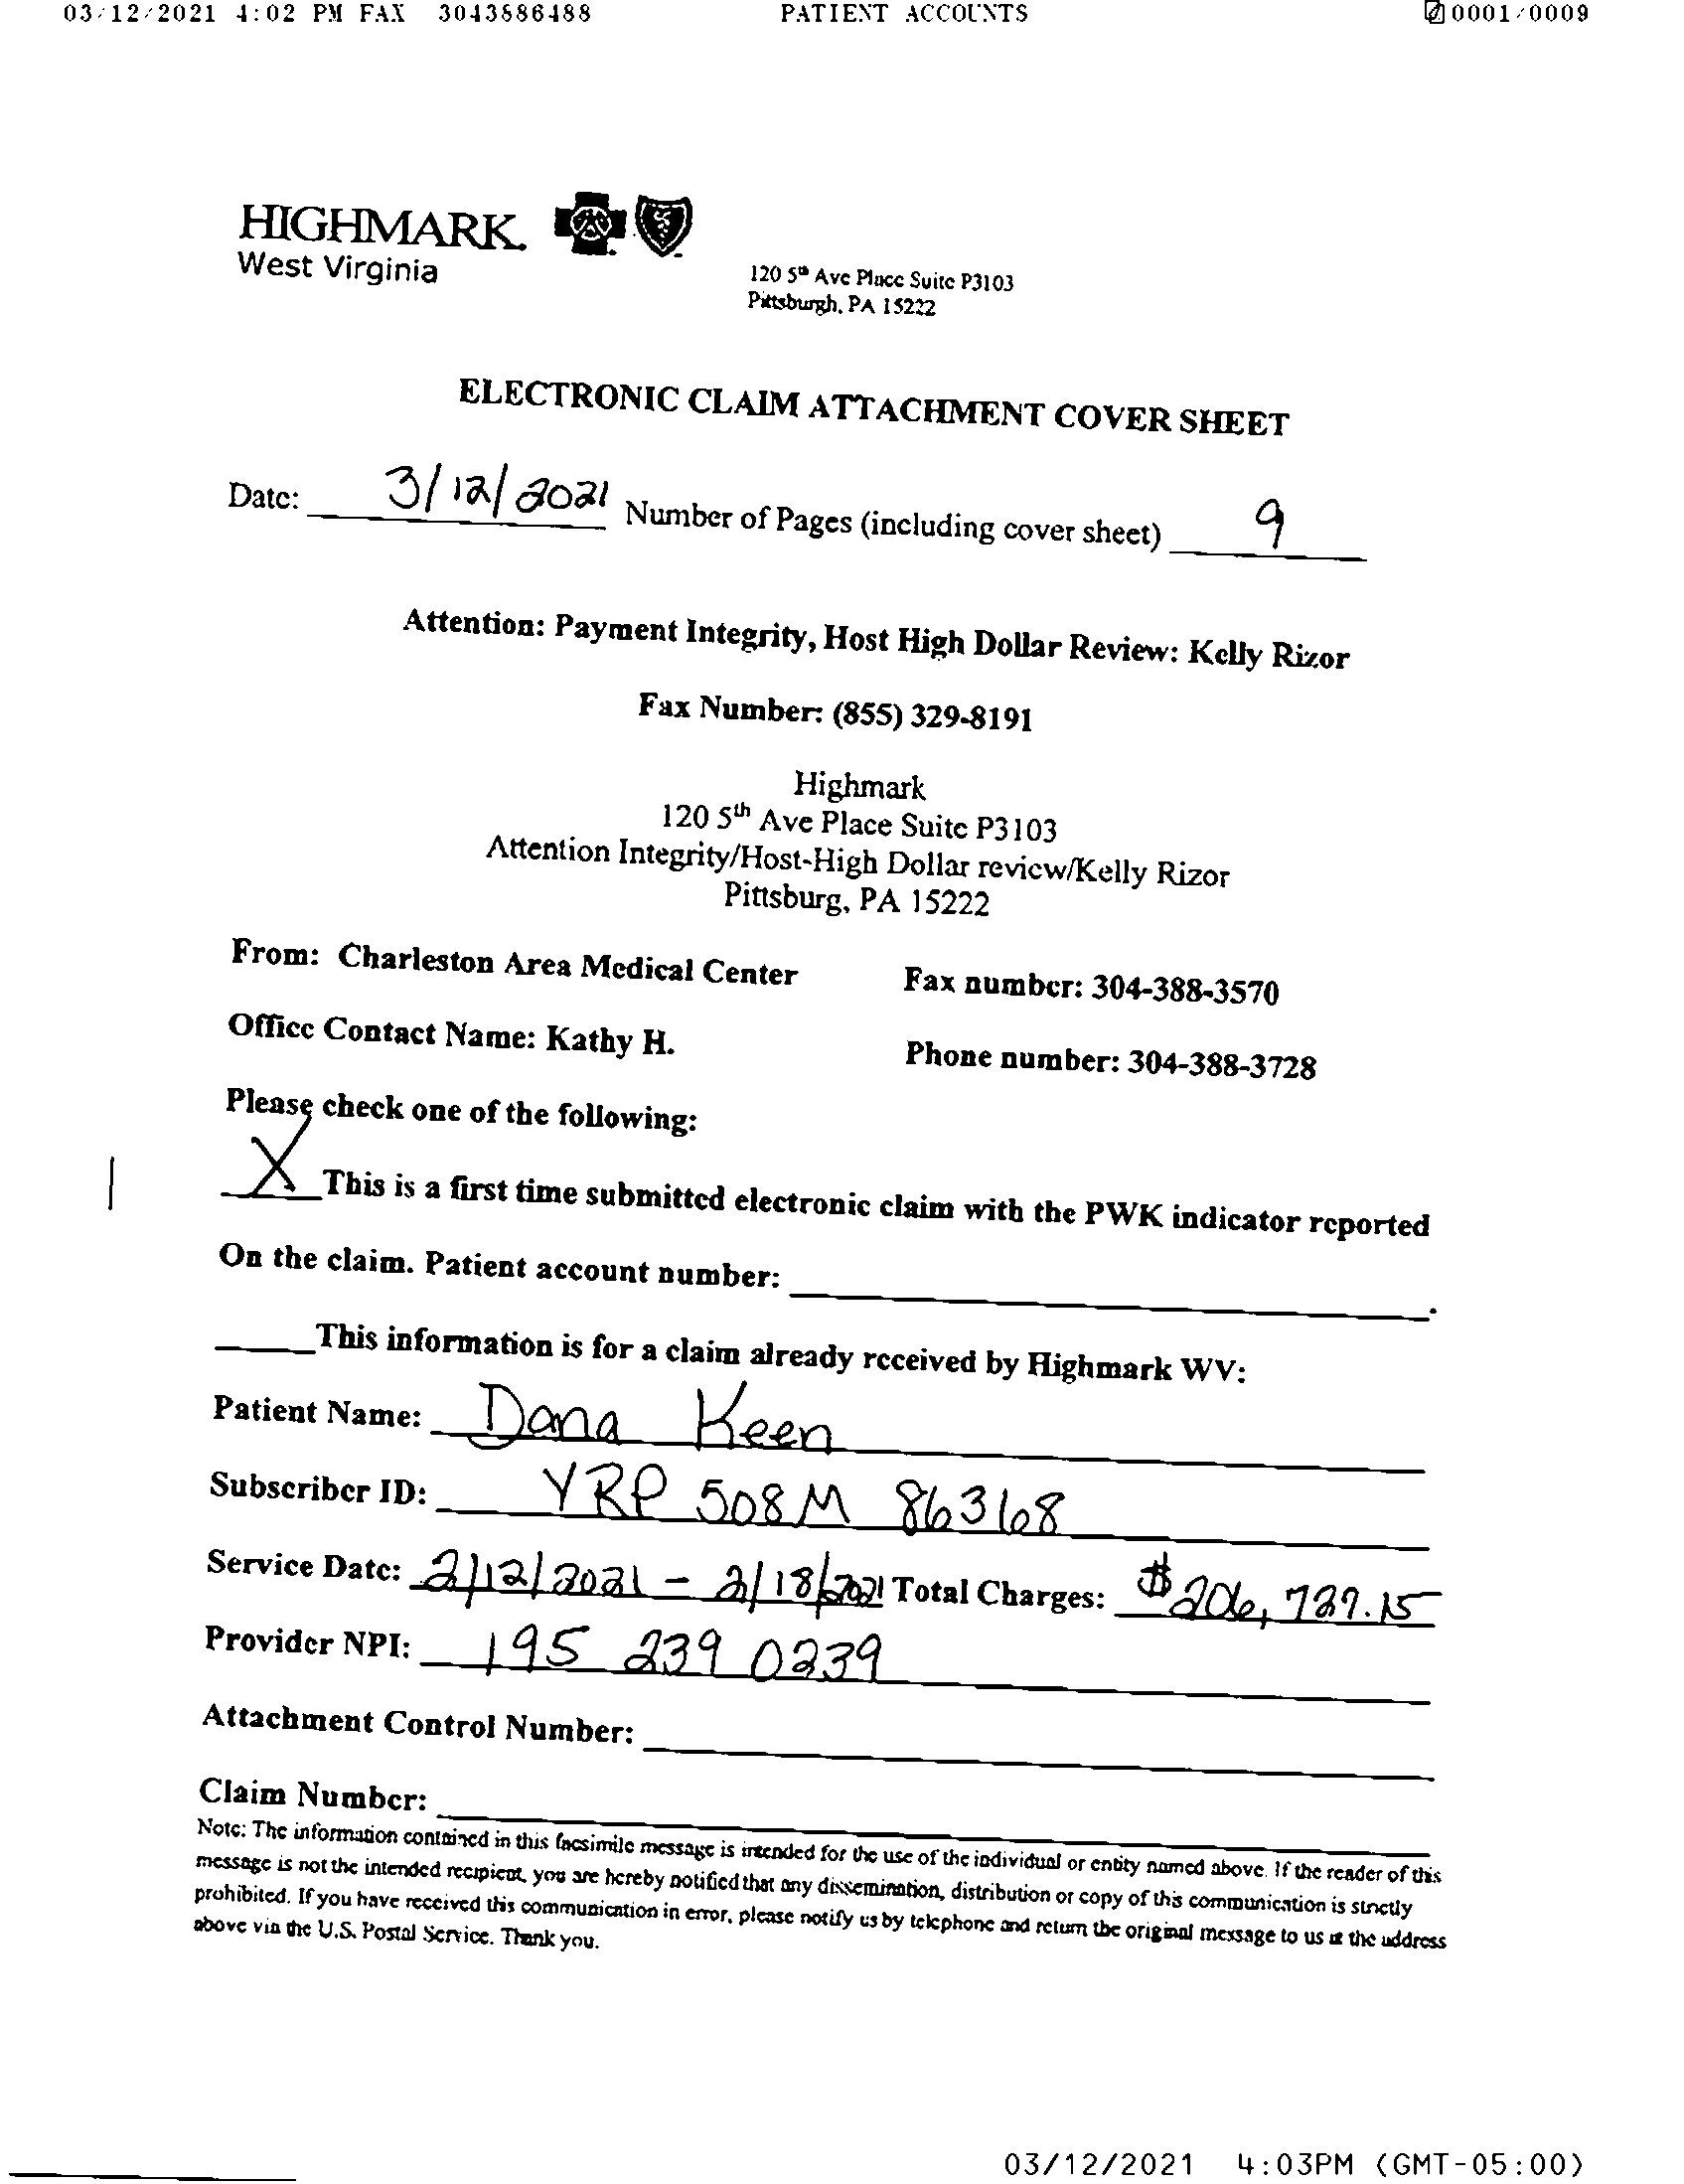 03/12/2021 4:02 PM FAX 3043886488 PATIENT ACCOUNTS 0001/0009
HIGHMARK.
West Virginia
120 5th Ave Place Suite P3103
Pittsburgh, PA 15222
ELECTRONIC CLAIM ATTACHMENT COVER SHEET
Date: 3/12/2021 Number of Pages (including cover sheet) 9
Attention: Payment Integrity, Host High Dollar Review: Kelly Rizor
Fax Number: (855) 329-8191
Highmark
120 5th Ave Place Suite P3103
Attention Integrity/Host-High Dollar review/Kelly Rizor
Pittsburg, PA 15222
From: Charleston Area Medical Center Fax number: 304-388-3570
Office Contact Name: Kathy H. Phone number: 304-388-3728
Please check one of the following:
X This is a first time submitted electronic claim with the PWK indicator reported
On the claim. Patient account number: .
This information is for a claim already received by Highmark WV:
Patient Name: Dana Keen
Subscriber ID: YRP 508M 86368
Service Date: 2/12/2021 - 2/18/2021 Total Charges: $206,727.15
Provider NPI: 195 239 0239
Attachment Control Number:
Claim Number:
Note: The information contained in this facsimile message is intended for the use of the individual or entity named above. If the reader of this
message is not the intended recipient, you are hereby notified that any dissemination, distribution or copy of this communication is strictly
prohibited. If you have received this communication in error, please notify us by telephone and return the original message to us at the address
above via the U.S. Postal Service. Thank you.
03/12/2021 4:03PM (GMT-05:00)